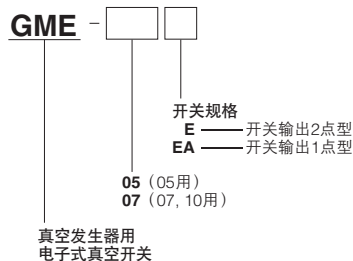 GME -
开关规格
E 开关输出2点型
EA 开关输出1点型
05（05用）
07（07, 10用）
真空发生器用
电子式真空开关